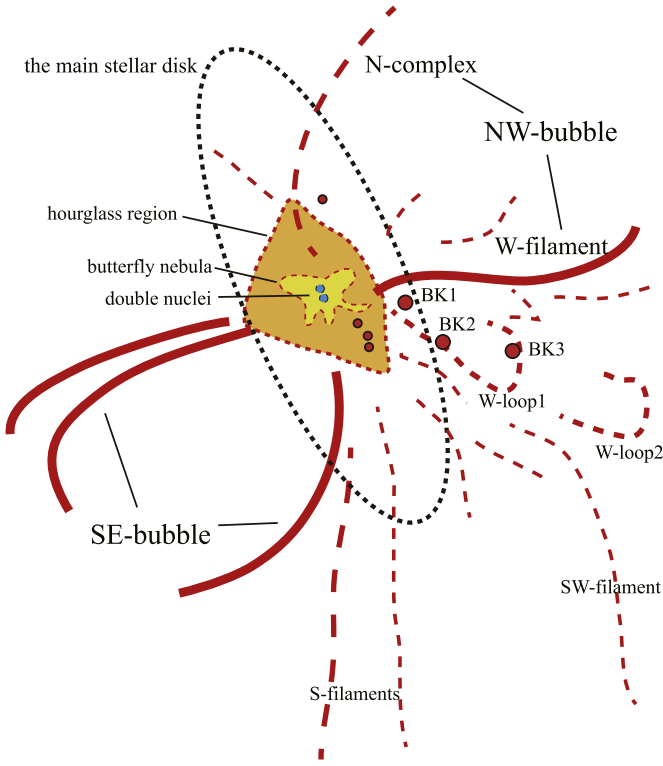 the main stellar disk
N-complex
NW-bubble
hourglass region
W-filament
butterfly nebula
double nuclei
BK1
BK2
BK3
W-loop1
W-loop2
SE-bubble
SW-filament
S-filaments